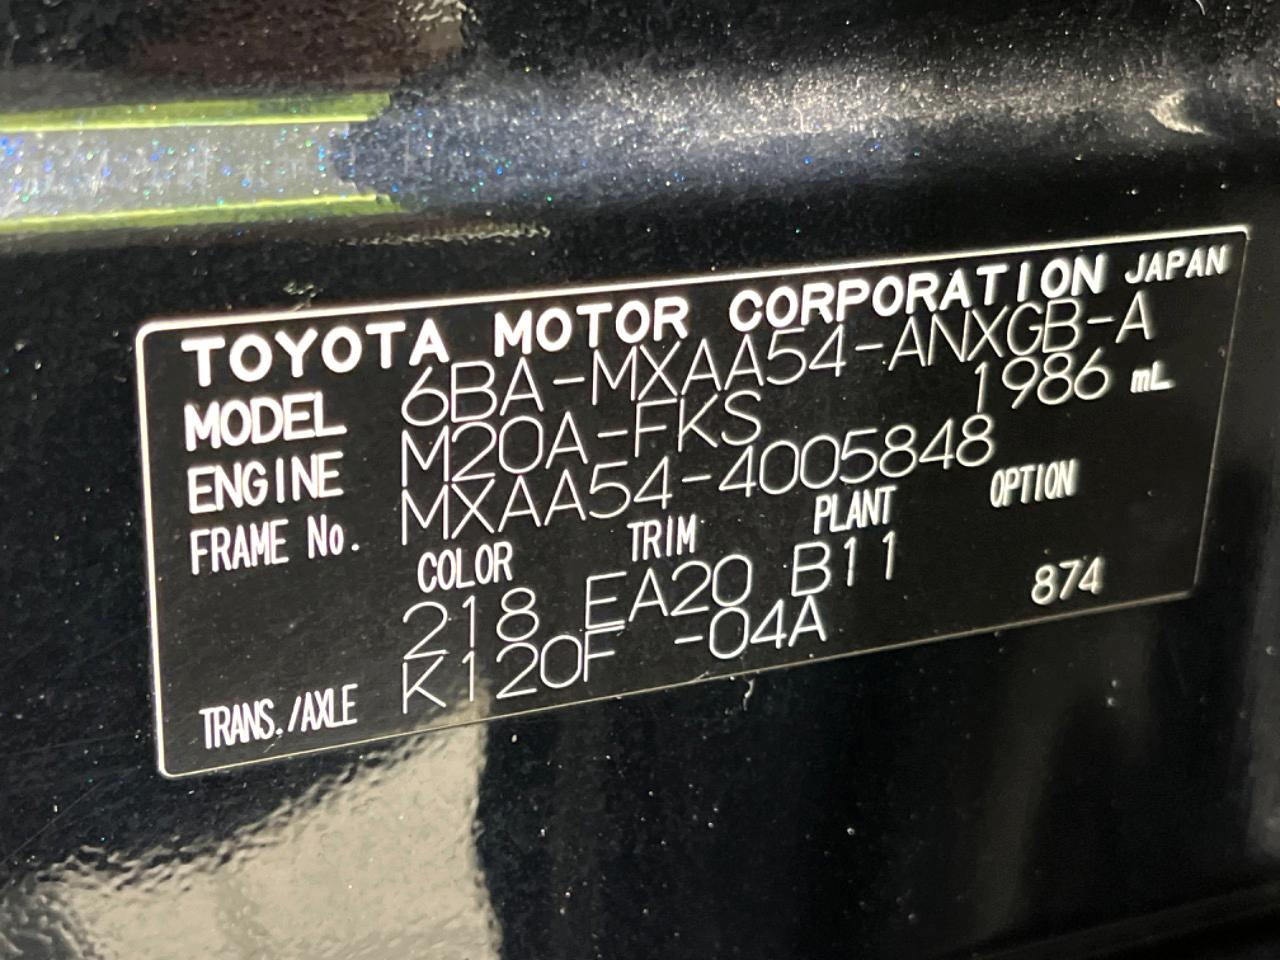 TOYOTA MOTOR CORPORATION JAPAN
MODEL 6BA-MXAA54-ANXGB-A
ENGINE M20A-FKS 1986 mL
FRAME No. MXAA54-4005848
COLOR TRIM PLANT OPTION
218 EA20 B11 874
TRANS./AXLE K120F -04A